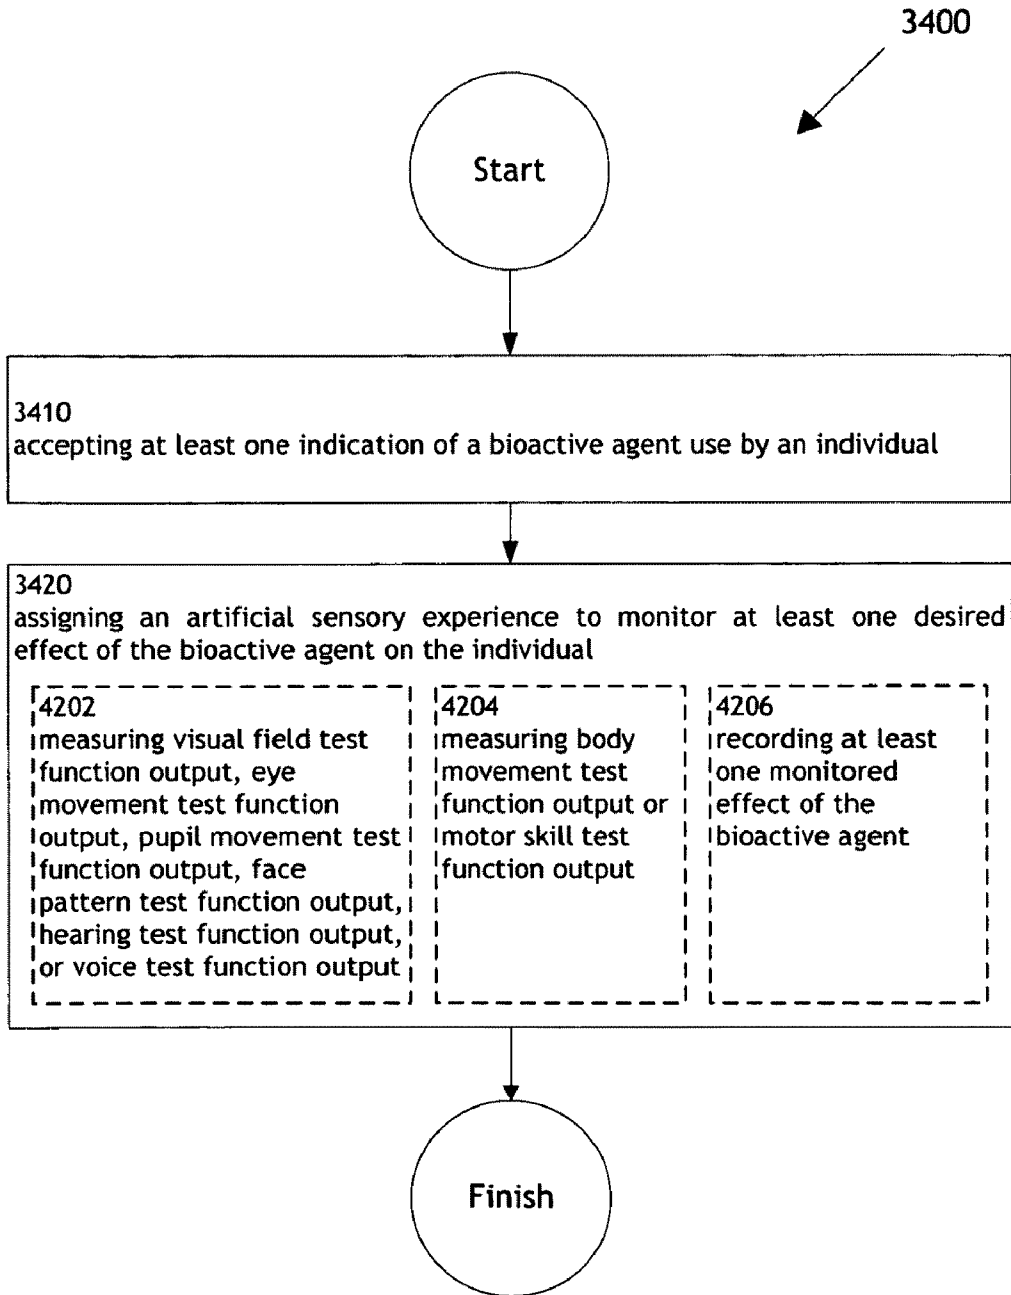 3400
Start
3410
accepting at least one indication of a bioactive agent use by an individual
3420
assigning an artificial sensory experience to monitor at least one desired
effect of the bioactive agent on the individual
4202
measuring visual field test
function output, eye
movement test function
output, pupil movement test
function output, face
pattern test function output,
hearing test function output,
or voice test function output
4204
measuring body
movement test
function output or
motor skill test
function output
4206
recording at least
one monitored
effect of the
bioactive agent
Finish